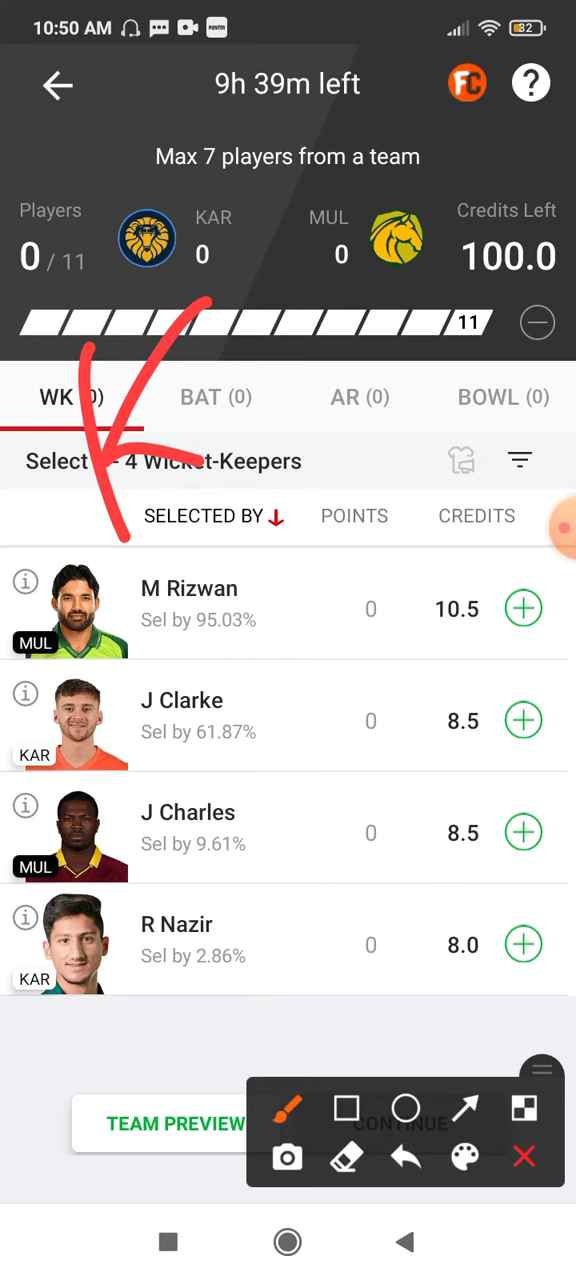 10:50 AM paytm 32
9h 39m left FC ?
Max 7 players from a team
Players KAR MUL Credits Left
0 / 11 0 0 100.0
11
WK (0) BAT (0) AR (0) BOWL (0)
Select - 4 Wicket-Keepers
SELECTED BY POINTS CREDITS
M Rizwan
Sel by 95.03% 0 10.5
MUL
J Clarke
Sel by 61.87% 0 8.5
KAR
J Charles
Sel by 9.61% 0 8.5
MUL
R Nazir
Sel by 2.86% 0 8.0
KAR
TEAM PREVIEW CONTINUE